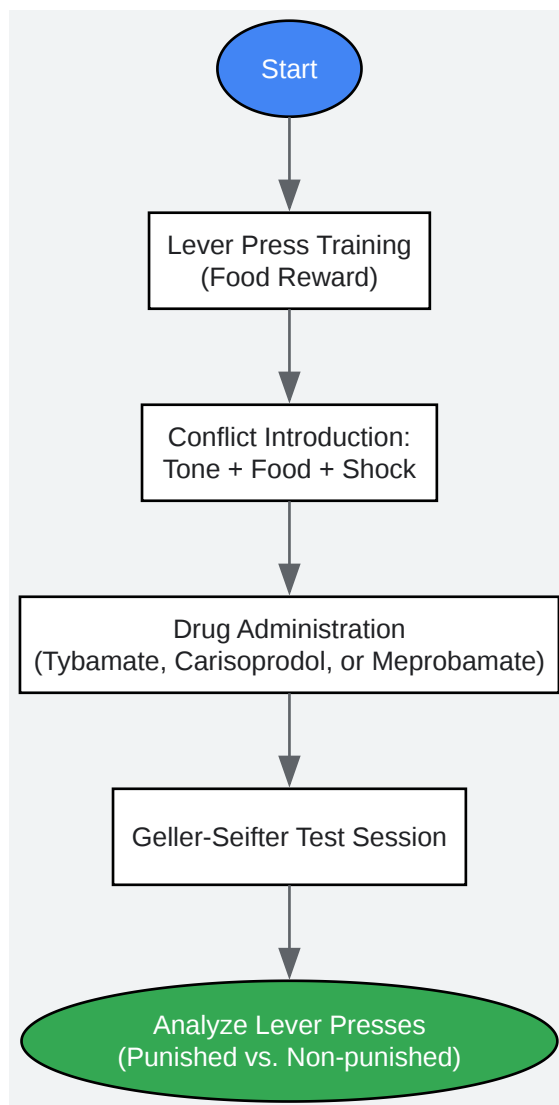 Start
Lever Press Training
(Food Reward)
Conflict Introduction:
Tone + Food + Shock
Drug Administration
(Tybamate, Carisoprodol, or Meprobamate)
Geller-Seifter Test Session
Analyze Lever Presses
(Punished vs. Non-punished)